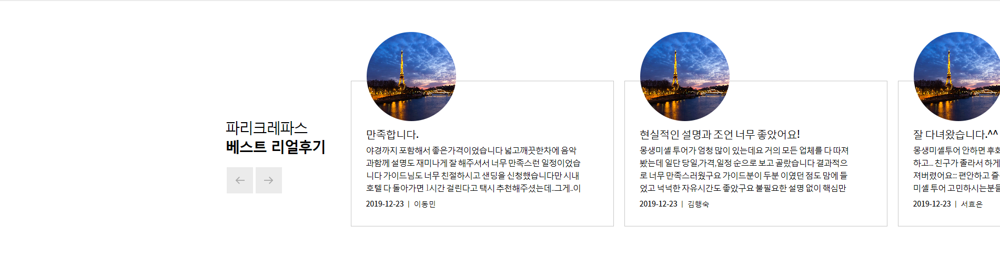 파리크레파스
베스트 리얼후기
만족합니다.
야경까지 포함해서 좋은가격이었습니다 넓고깨끗한차에 음악
과함께 설명도 재미나게 잘 해주셔서 너무 만족스런 일정이었습
니다 가이드님도 너무 친절하시고 샌딩을 신청했습니다만 시내
호텔 다 돌아가면 1시간 걸린다고 택시 추천해주셨는데..그게..이
2019-12-23 | 이동민
현실적인 설명과 조언 너무 좋았어요!
몽생미셸 투어가 엄청 많이 있는데요 거의 모든 업체를 다 따져
봤는데 일단 당일,가격,일정 순으로 보고 골랐습니다 결과적으
로 너무 만족스러웠구요 가이드분이 두분 이였던 점도 맘에 들
었고 넉넉한 자유시간도 좋았구요 불필요한 설명 없이 핵심만
2019-12-23 | 김행숙
잘 다녀왔습니다.^^
몽생미셸투어 안하면 후회
하고... 친구가 졸라서 하게
져버렸어요::: 편안하고 즐
미셸 투어 고민하시는분들
2019-12-23 | 서효은